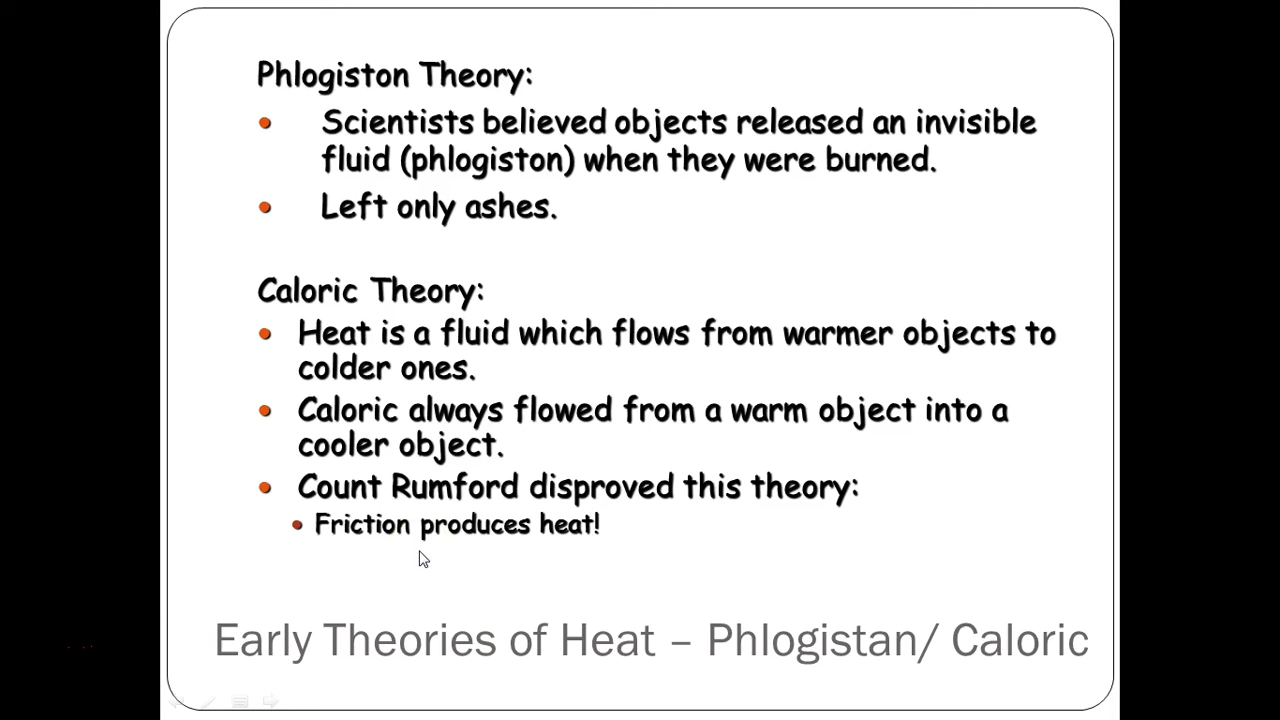 Phlogiston Theory:
Scientists believed objects released an invisible
fluid (phlogiston) when they were burned.
Left only ashes.
Caloric Theory:
Heat is a fluid which flows from warmer objects to
colder ones.
Caloric always flowed from a warm object into a
cooler object.
Count Rumford disproved this theory:
Friction produces heat!
Early Theories of Heat – Phlogistan/ Caloric